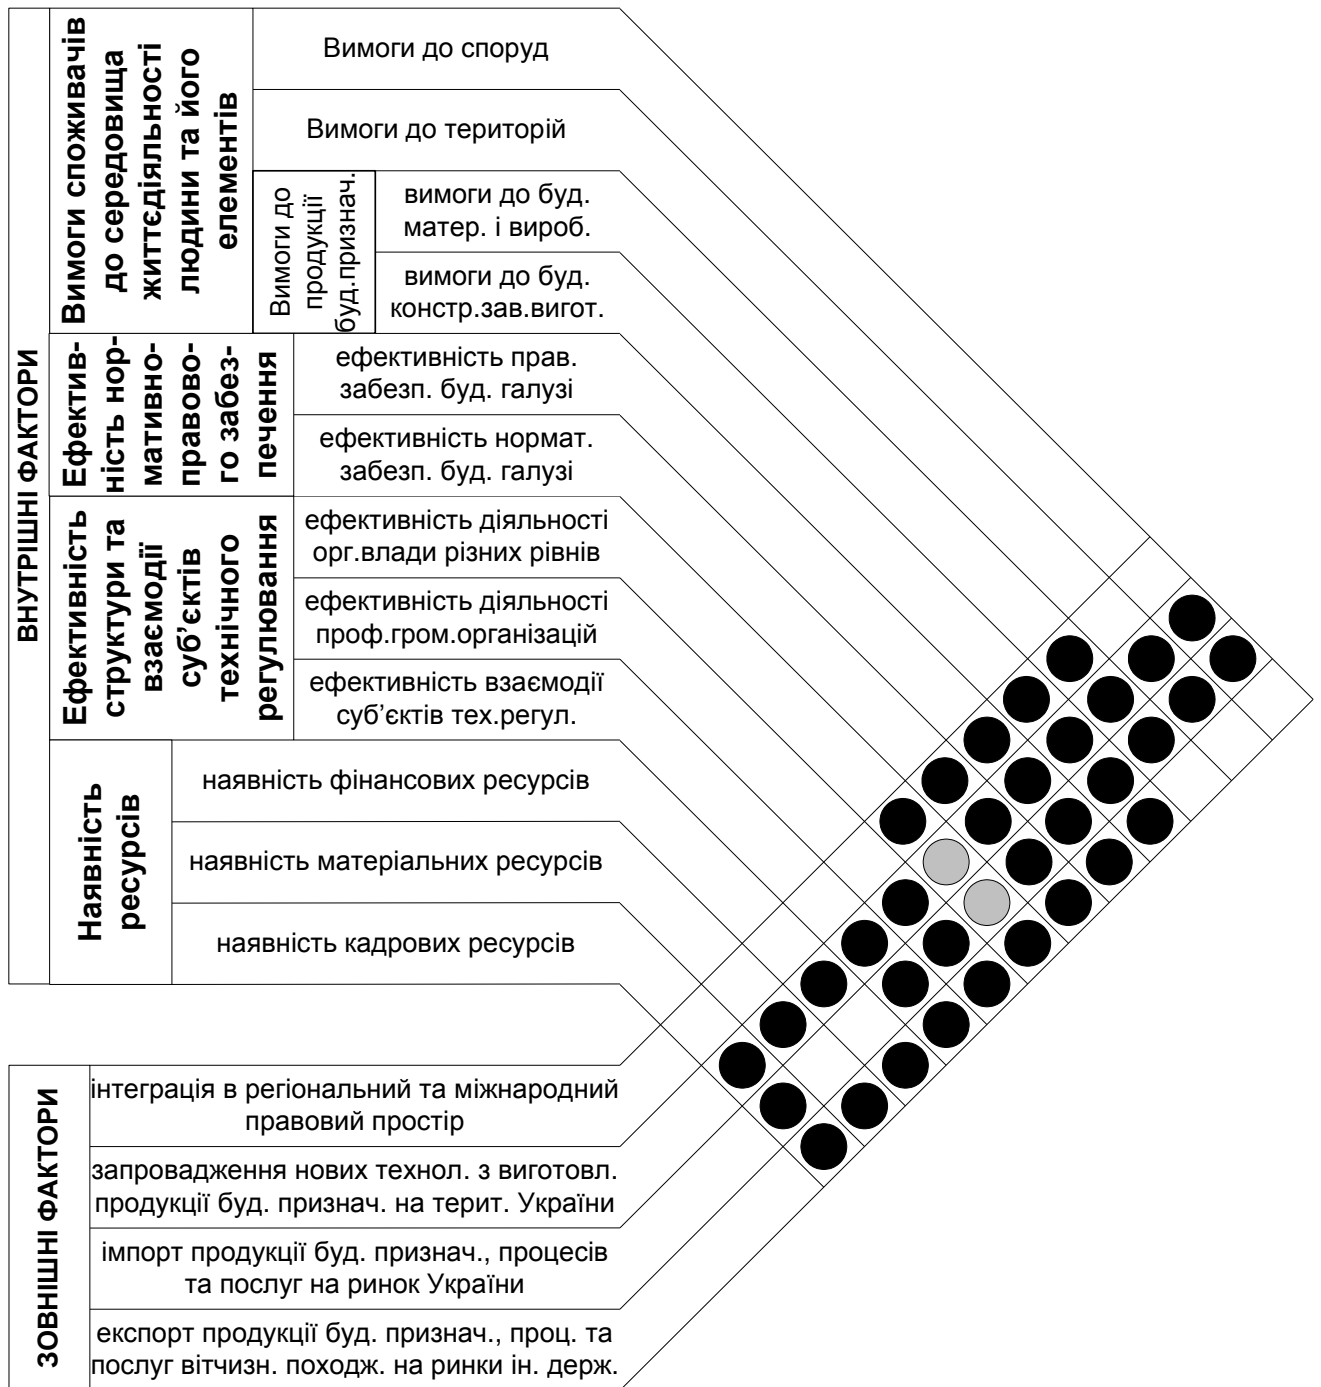 ВНУТРІШНІ ФАКТОРИ
Вимоги споживачів
до середовища
життєдіяльності
людини та його
елементів
Вимоги до споруд
Вимоги до територій
Вимоги до
продукції
буд.признач.
вимоги до буд.
матер. і вироб.
вимоги до буд.
констр.зав.вигот.
Ефектив-
ність нор-
мативно-
правово-
го забез-
печення
ефективність прав.
забезп. буд. галузі
ефективність нормат.
забезп. буд. галузі
Ефективність
структури та
взаємодії
суб’єктів
технічного
регулювання
ефективність діяльності
орг.влади різних рівнів
ефективність діяльності
проф.гром.організацій
ефективність взаємодії
суб’єктів тех.регул.
Наявність
ресурсів
наявність фінансових ресурсів
наявність матеріальних ресурсів
наявність кадрових ресурсів
ЗОВНІШНІ ФАКТОРИ
інтеграція в регіональний та міжнародний
правовий простір
запровадження нових технол. з виготовл.
продукції буд. признач. на терит. України
імпорт продукції буд. признач., процесів
та послуг на ринок України
експорт продукції буд. признач., проц. та
послуг вітчизн. походж. на ринки ін. держ.